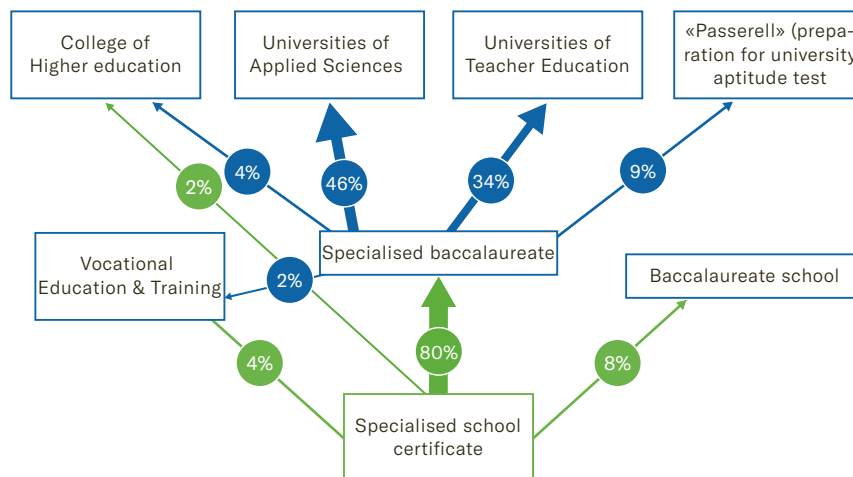 College of
Higher education
Universities of
Applied Sciences
Universities of
Teacher Education
«Passerell» (prepa-
ration for university
aptitude test
4%
2%
46%
34%
9%
Specialised baccalaureate
Vocational
Education & Training
2%
Baccalaureate school
80%
4%
8%
Specialised school
certificate